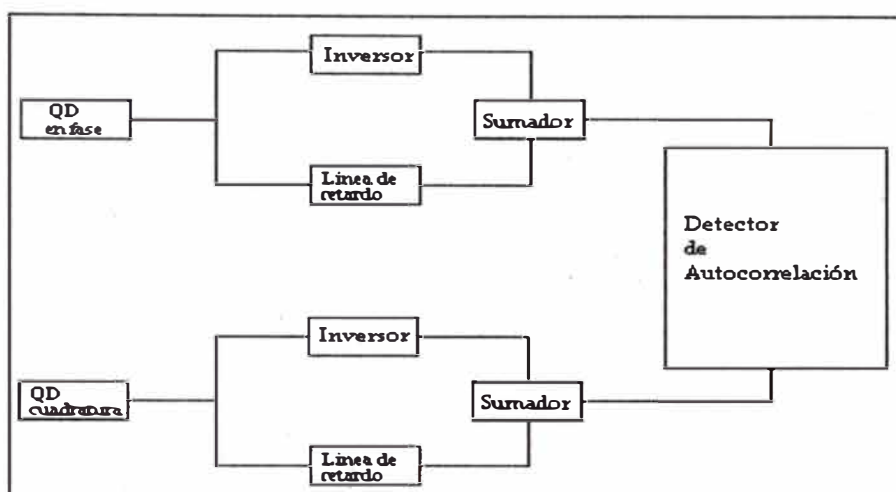 Inversor
QD
en fase
Sumador
Linea de
retardo
Detector
de
Autocorrelación
Inversor
QD
cuadratura
Sumador
Linea de
retardo